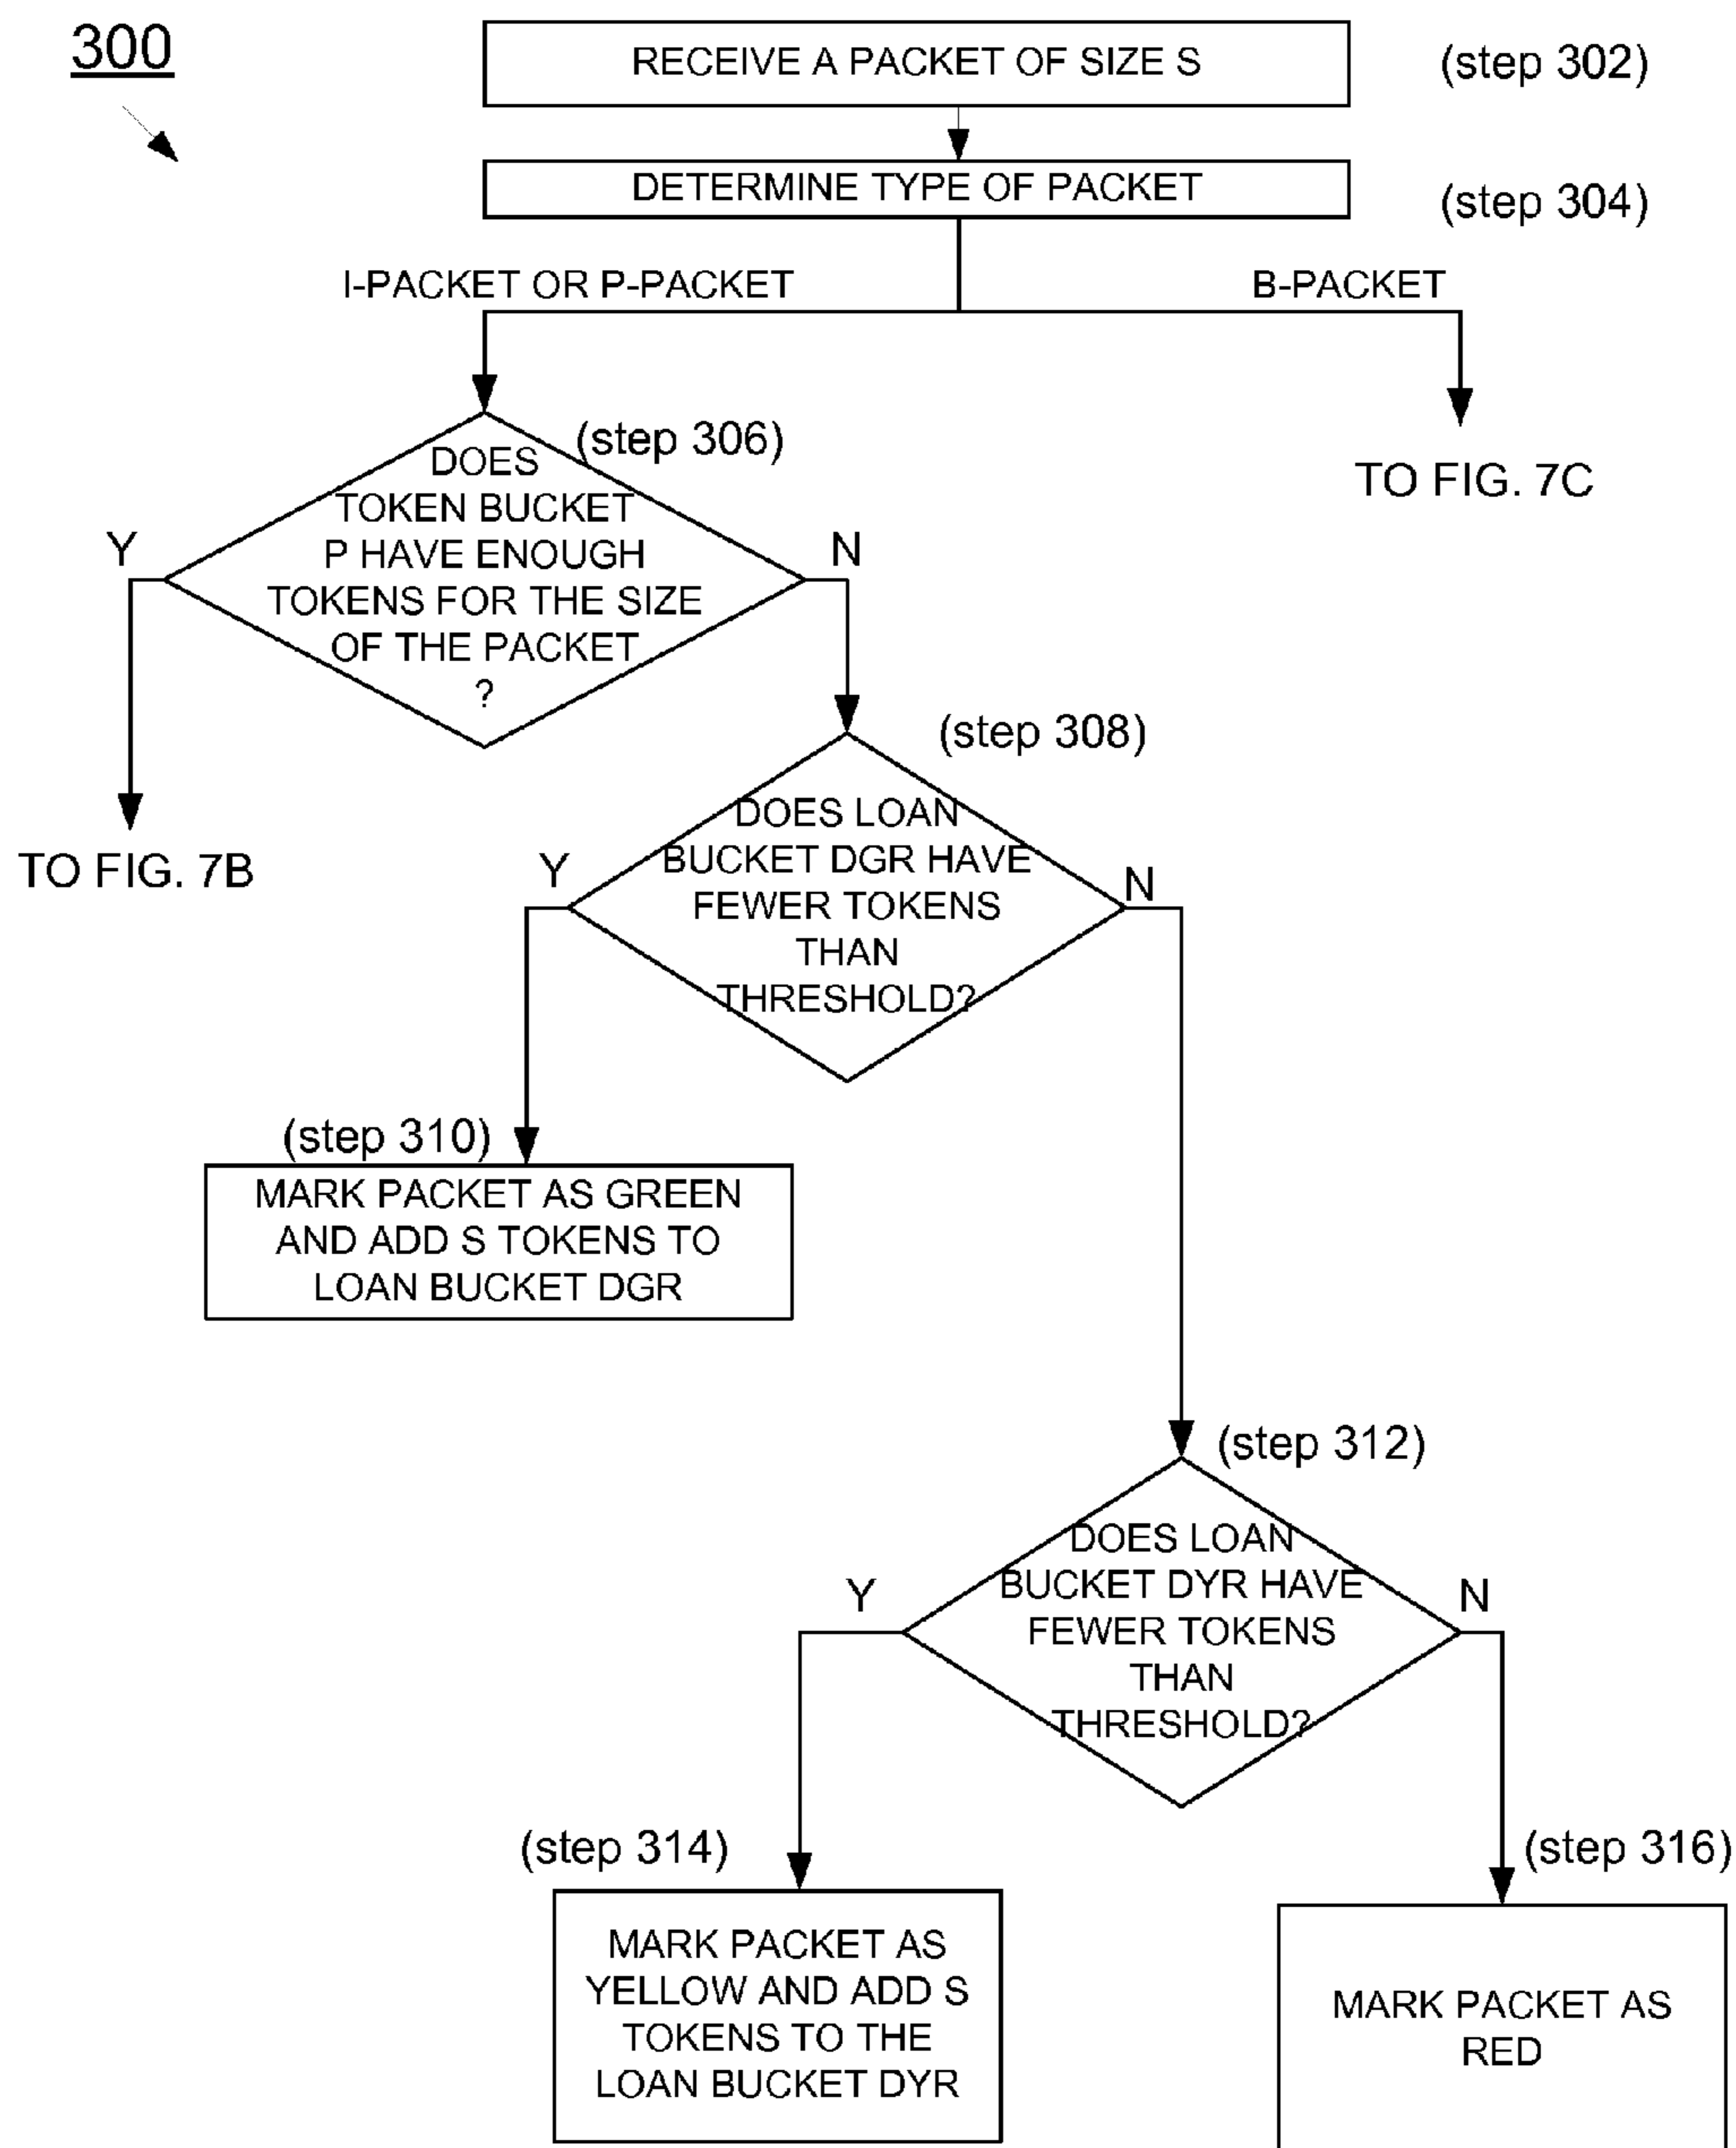 300
RECEIVE A PACKET OF SIZE S
(step 302)
DETERMINE TYPE OF PACKET
(step 304)
I-PACKET OR P-PACKET
B-PACKET
(step 306)
DOES
TOKEN BUCKET
P HAVE ENOUGH
TOKENS FOR THE SIZE
OF THE PACKET
?
Y
N
TO FIG. 7C
TO FIG. 7B
(step 308)
DOES LOAN
BUCKET DGR HAVE
FEWER TOKENS
THAN
THRESHOLD?
Y
N
(step 310)
MARK PACKET AS GREEN
AND ADD S TOKENS TO
LOAN BUCKET DGR
(step 312)
DOES LOAN
BUCKET DYR HAVE
FEWER TOKENS
THAN
THRESHOLD?
Y
N
(step 314)
MARK PACKET AS
YELLOW AND ADD S
TOKENS TO THE
LOAN BUCKET DYR
(step 316)
MARK PACKET AS
RED